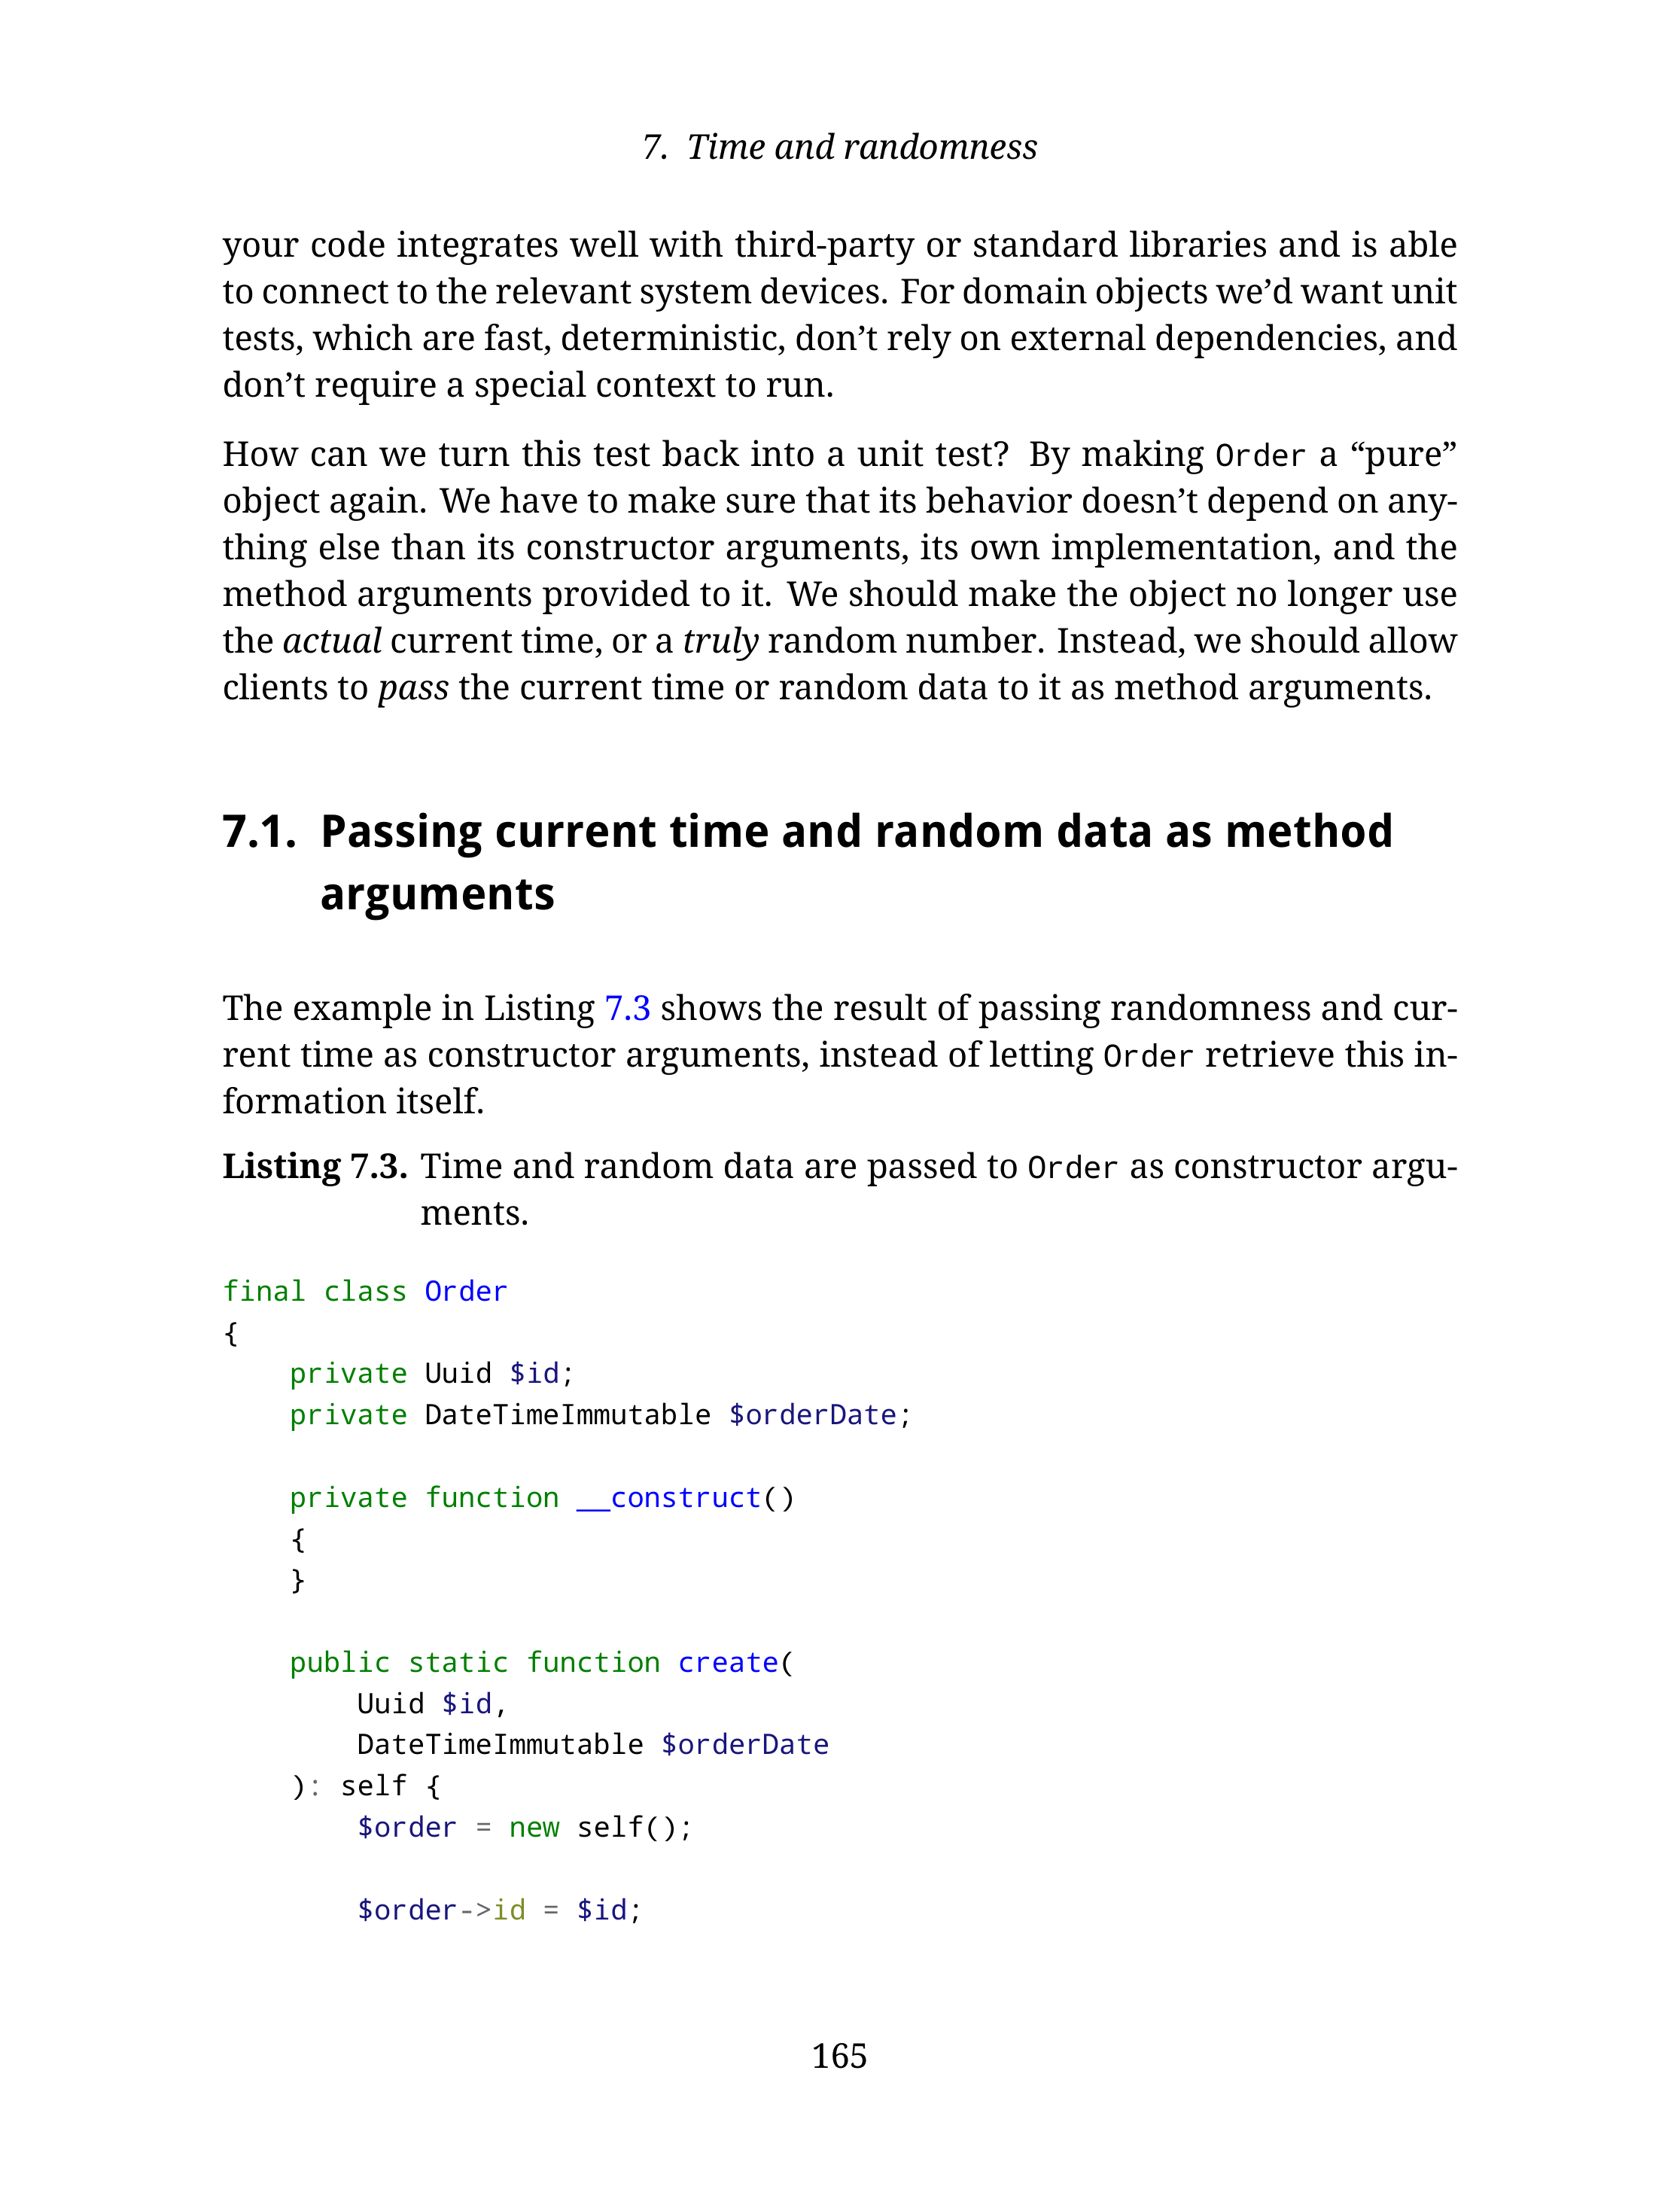 7. Time and randomness
your code integrates well with third-party or standard libraries and is able
to connect to the relevant system devices. For domain objects we’d want unit
tests, which are fast, deterministic, don’t rely on external dependencies, and
don’t require a special context to run.
How can we turn this test back into a unit test? By making Order a “pure”
object again. We have to make sure that its behavior doesn’t depend on any-
thing else than its constructor arguments, its own implementation, and the
method arguments provided to it. We should make the object no longer use
the actual current time, or a truly random number. Instead, we should allow
clients to pass the current time or random data to it as method arguments.
7.1. Passing current time and random data as method
arguments
The example in Listing 7.3 shows the result of passing randomness and cur-
rent time as constructor arguments, instead of letting Order retrieve this in-
formation itself.
Listing 7.3. Time and random data are passed to Order as constructor argu-
ments.
final class Order
{
    private Uuid $id;
    private DateTimeImmutable $orderDate;
    private function __construct()
    {
    }
    public static function create(
        Uuid $id,
        DateTimeImmutable $orderDate
    ): self {
        $order = new self();
        $order->id = $id;
165